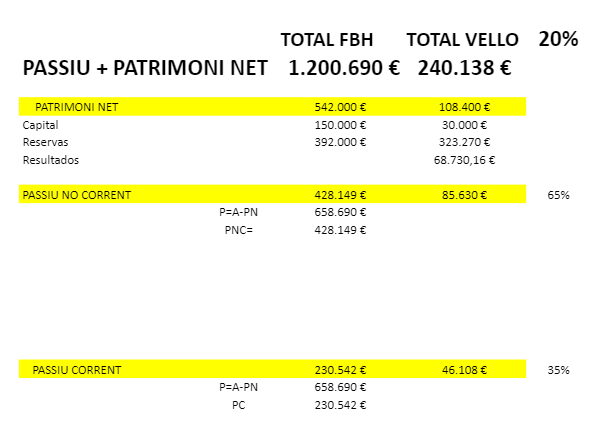 TOTAL FBH TOTAL VELLO 20%
PASSIU + PATRIMONI NET 1.200.690 € 240.138 €
PATRIMONI NET 542.000 € 108.400 €
Capital 150.000 € 30.000 €
Reservas 392.000 € 323.270 €
Resultados 68.730,16 €
PASSIU NO CORRENT 428.149 € 85.630 € 65%
P=A-PN 658.690 €
PNC= 428.149 €
PASSIU CORRENT 230.542 € 46.108 € 35%
P=A-PN 658.690 €
PC 230.542 €